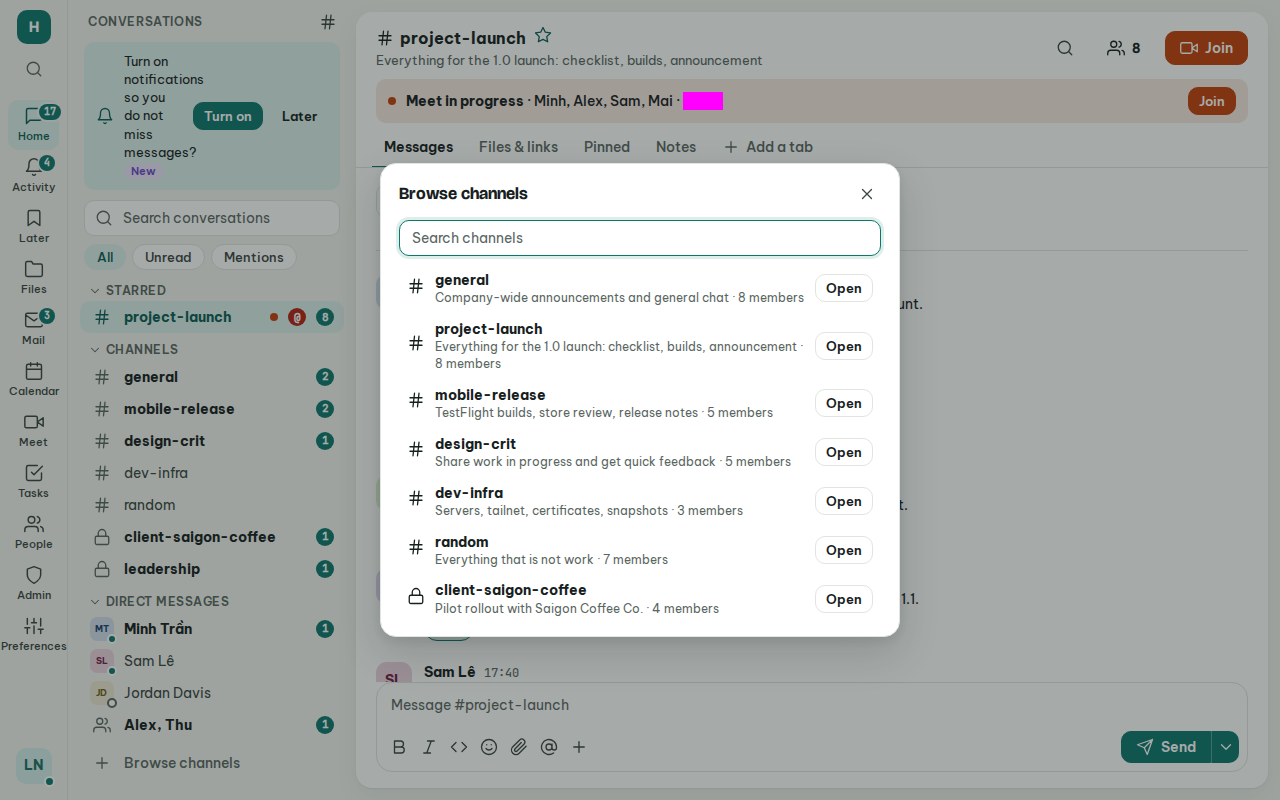 H
CONVERSATIONS
Turn on
notifications
so you
do not
miss
messages?
New
Turn on
Later
Search conversations
All
Unread
Mentions
STARRED
project-launch
@
8
CHANNELS
general
2
mobile-release
2
design-crit
1
dev-infra
random
client-saigon-coffee
1
leadership
1
DIRECT MESSAGES
MT
Minh Trần
1
SL
Sam Lê
JD
Jordan Davis
Alex, Thu
1
Browse channels
17
Home
4
Activity
Later
Files
3
Mail
Calendar
Meet
Tasks
People
Admin
Preferences
LN
project-launch
Everything for the 1.0 launch: checklist, builds, announcement
8
Join
Meet in progress · Minh, Alex, Sam, Mai ·
Join
Messages
Files & links
Pinned
Notes
Add a tab
Browse channels
Search channels
general
Company-wide announcements and general chat · 8 members
Open
project-launch
Everything for the 1.0 launch: checklist, builds, announcement ·
8 members
Open
mobile-release
TestFlight builds, store review, release notes · 5 members
Open
design-crit
Share work in progress and get quick feedback · 5 members
Open
dev-infra
Servers, tailnet, certificates, snapshots · 3 members
Open
random
Everything that is not work · 7 members
Open
client-saigon-coffee
Pilot rollout with Saigon Coffee Co. · 4 members
Open
1.1.
SL
Sam Lê 17:40
Message #project-launch
Send